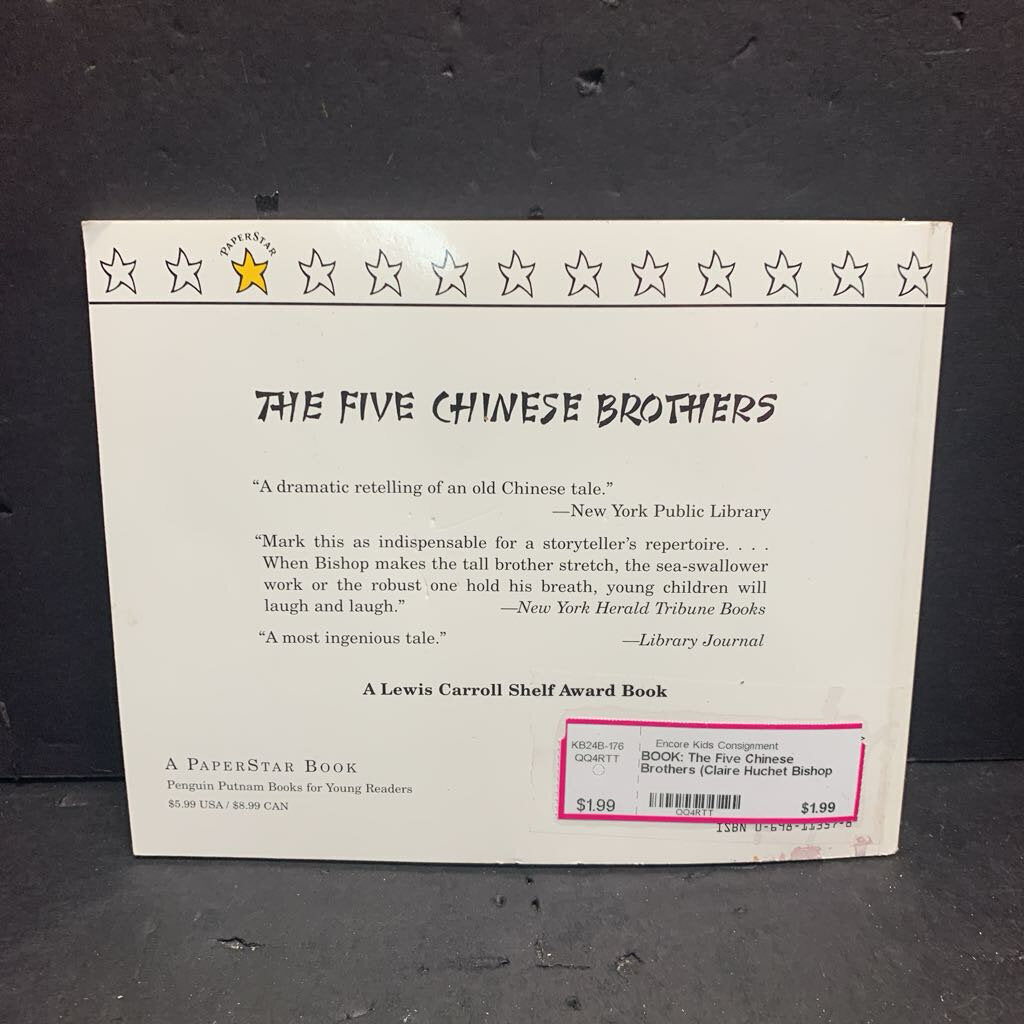 PAPERSTAR
THE FIVE CHINESE BROTHERS
“A dramatic retelling of an old Chinese tale.”
—New York Public Library
“Mark this as indispensable for a storyteller’s repertoire. . . .
When Bishop makes the tall brother stretch, the sea-swallower
work or the robust one hold his breath, young children will
laugh and laugh.” —New York Herald Tribune Books
“A most ingenious tale.” —Library Journal
A Lewis Carroll Shelf Award Book
A PAPERSTAR BOOK
Penguin Putnam Books for Young Readers
$5.99 USA / $8.99 CAN
KB24B-176
QQ4RTT
$1.99
Encore Kids Consignment
BOOK: The Five Chinese
Brothers (Claire Huchet Bishop
QQ4RTT
$1.99
ISBN 0-698-11357-8